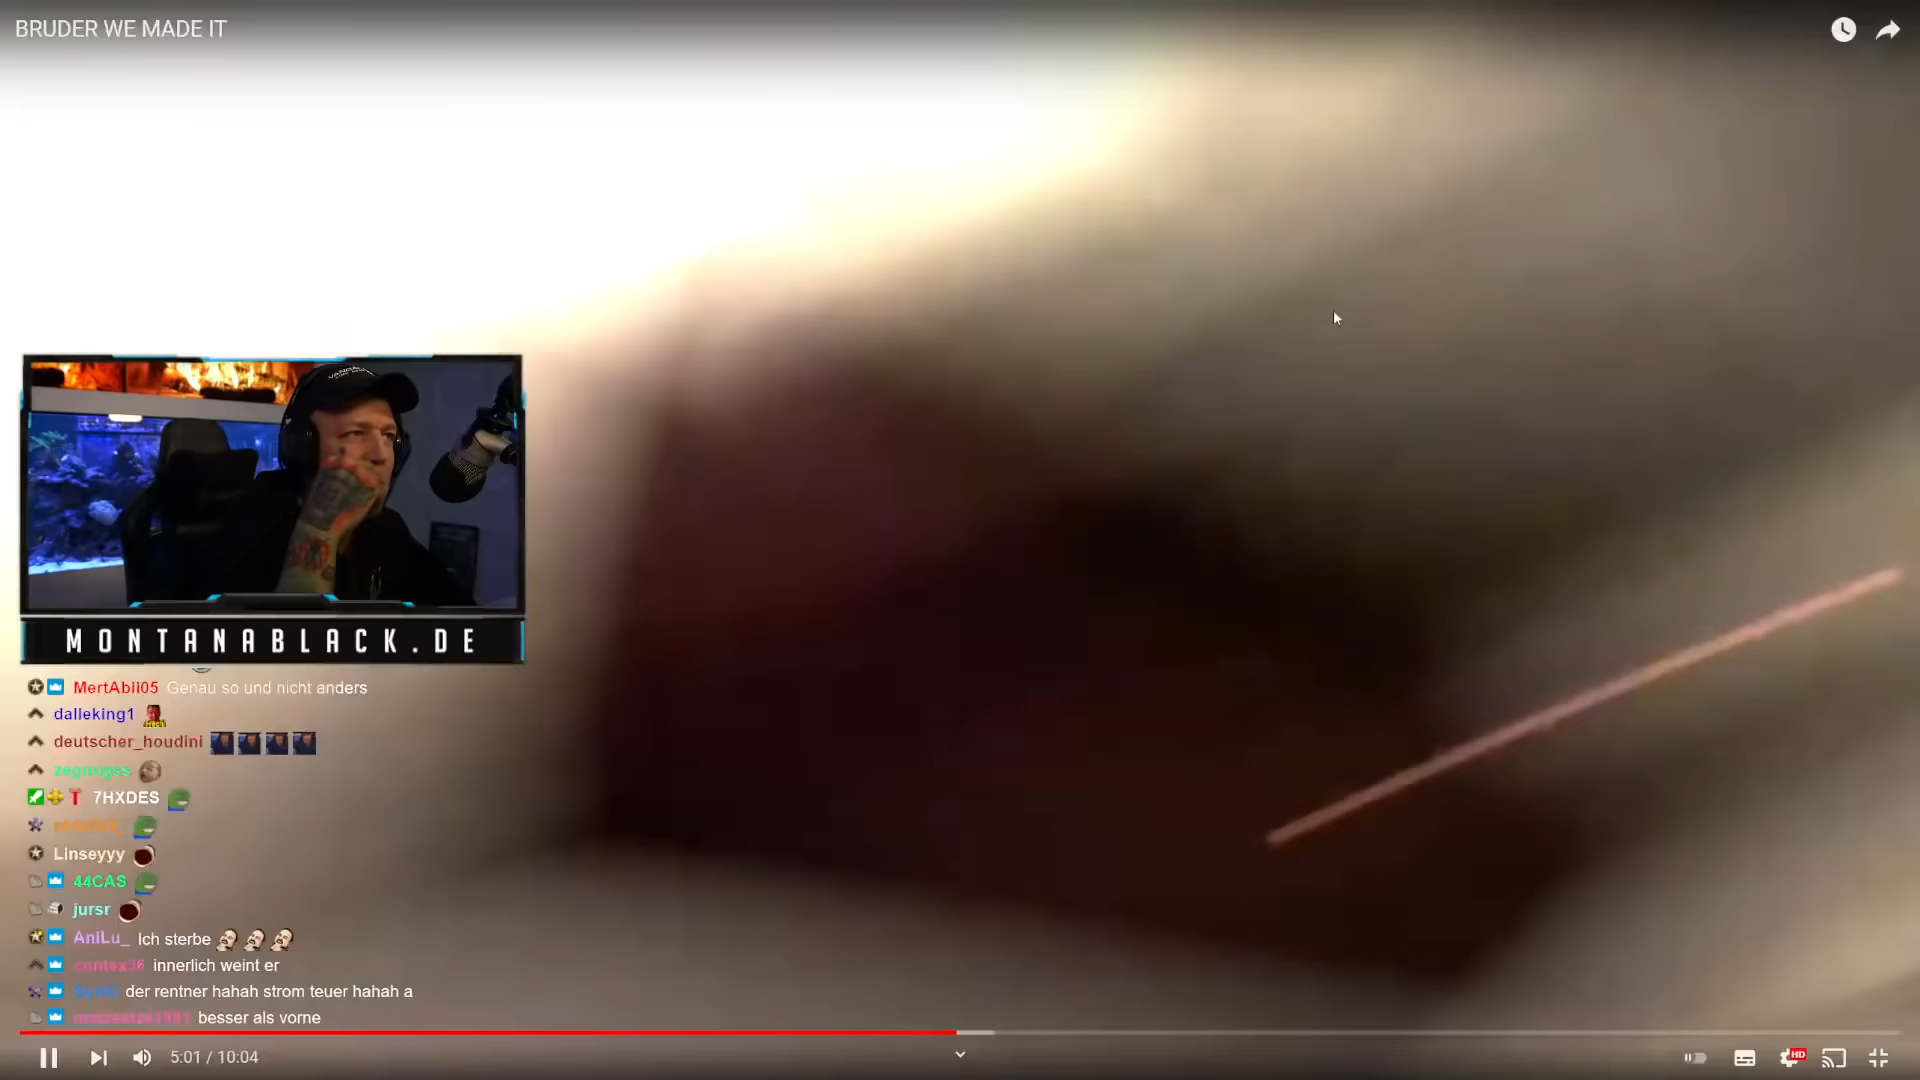 BRUDER WE MADE IT
MONTANABLACK.DE
MertAbii05 Genau so und nicht anders
dalleking1
deutscher_houdini
7HXDES
Linseyyy
44CAS
jursr
AniLu_ Ich sterbe
innerlich weint er
der rentner hahah strom teuer hahah a
besser als vorne
5:01 / 10:04
HD